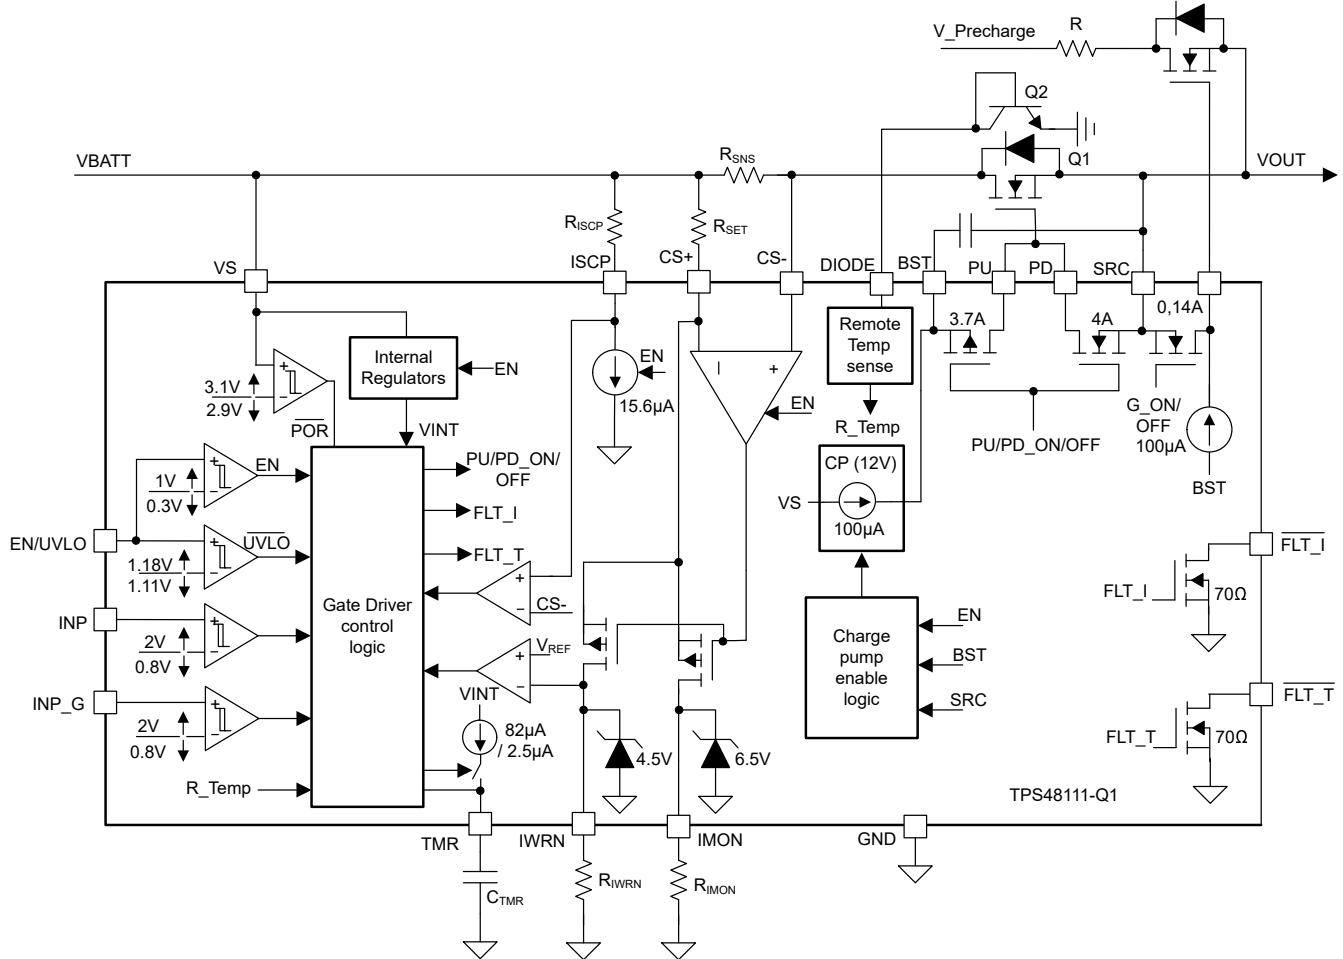 V_Precharge
R
Q2
VBATT
RSNS
Q1
VOUT
RISCP
RSET
VS
ISCP
CS+
CS-
DIODE
BST
PU
PD
SRC
0,14A
3.7A
4A
Remote
Temp
sense
Internal
Regulators
EN
EN
15.6µA
I
+
EN
R_Temp
3.1V
2.9V
+
−
POR
VINT
G_ON/
OFF
100µA
BST
PU/PD_ON/OFF
CP (12V)
VS
100µA
PU/PD_ON/
OFF
FLT_I
FLT_T
EN
1V
0.3V
+
−
EN/UVLO
UVLO
1.18V
1.11V
+
−
INP
2V
0.8V
+
−
INP_G
2V
0.8V
+
−
R_Temp
Gate Driver
control
logic
+
−
CS-
VREF
+
−
VINT
82µA
/ 2.5µA
4.5V
6.5V
Charge
pump
enable
logic
EN
BST
SRC
FLT_I
FLT_I
70Ω
FLT_T
FLT_T
70Ω
TPS48111-Q1
TMR
IWRN
IMON
GND
CTMR
RIWRN
RIMON